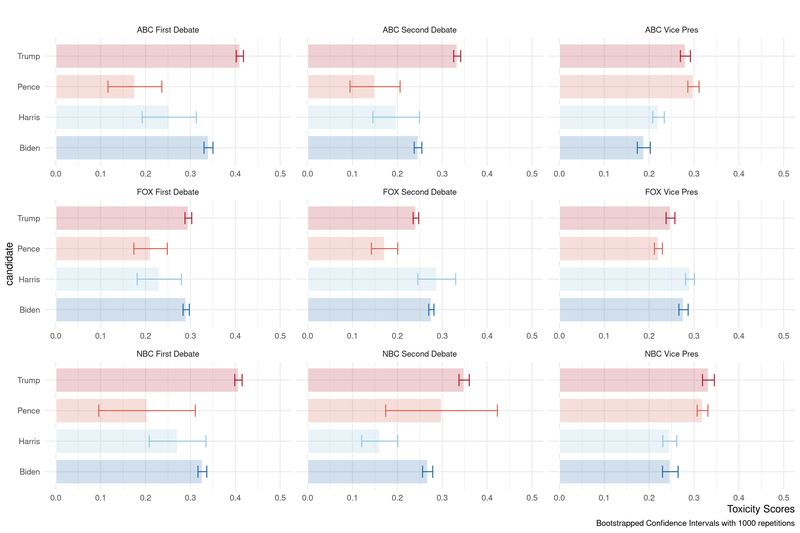 ABC First Debate ABC Second Debate ABC Vice Pres
Trump
Pence
Harris
Biden
0.0 0.1 0.2 0.3 0.4 0.5 0.0 0.1 0.2 0.3 0.4 0.5 0.0 0.1 0.2 0.3 0.4 0.5
FOX First Debate FOX Second Debate FOX Vice Pres
Trump
Pence
Harris
Biden
0.0 0.1 0.2 0.3 0.4 0.5 0.0 0.1 0.2 0.3 0.4 0.5 0.0 0.1 0.2 0.3 0.4 0.5
candidate
NBC First Debate NBC Second Debate NBC Vice Pres
Trump
Pence
Harris
Biden
0.0 0.1 0.2 0.3 0.4 0.5 0.0 0.1 0.2 0.3 0.4 0.5 0.0 0.1 0.2 0.3 0.4 0.5
Toxicity Scores
Bootstrapped Confidence Intervals with 1000 repetitions